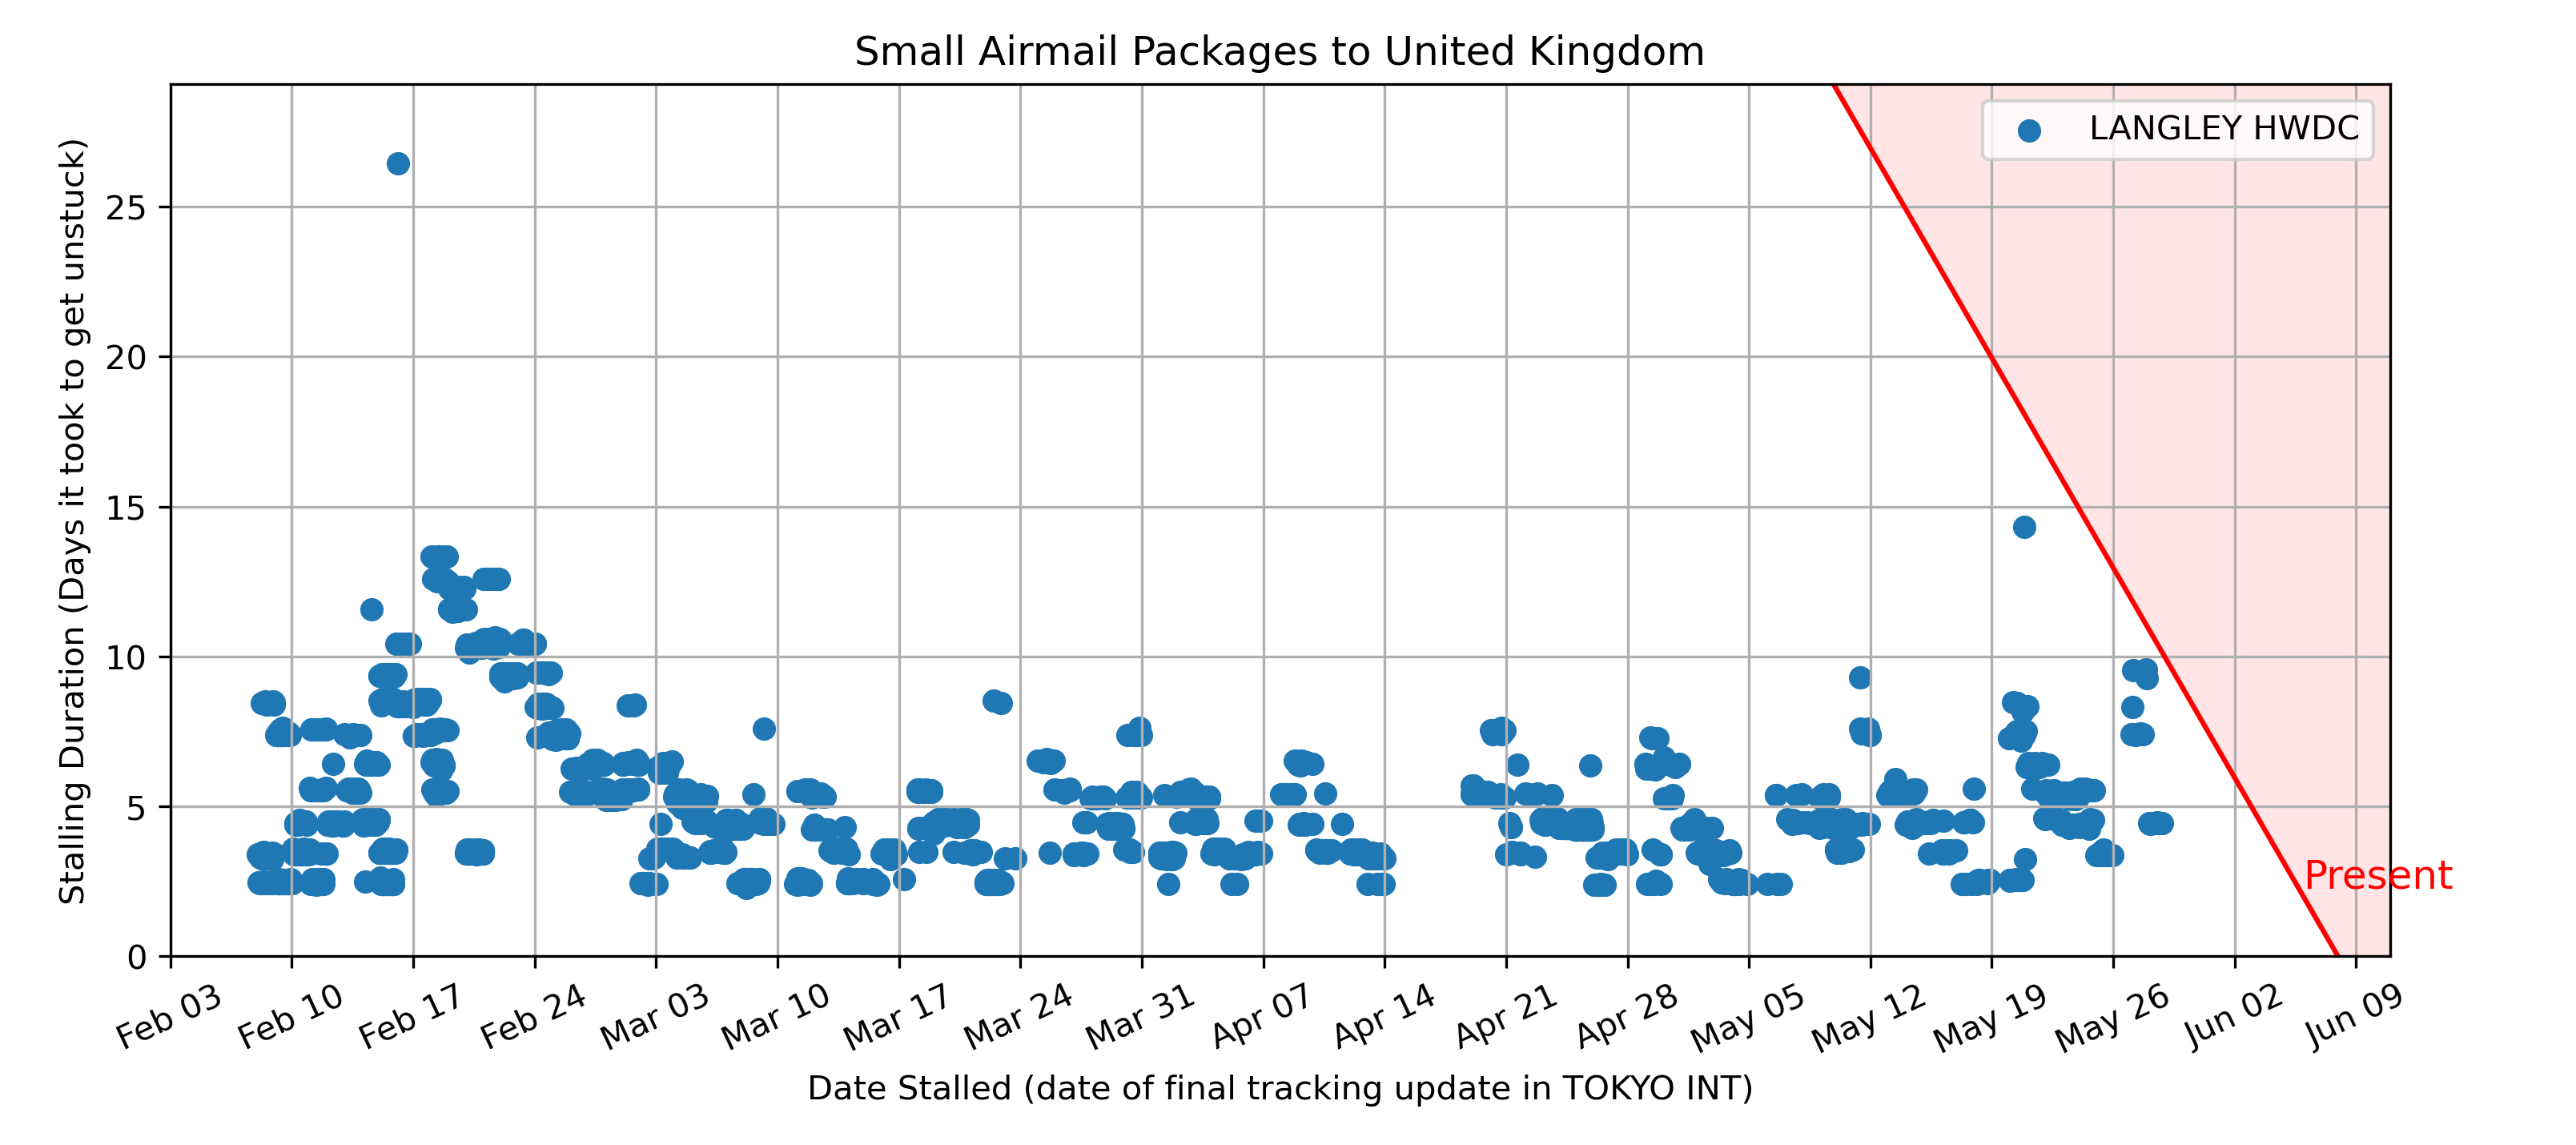 Small Airmail Packages to United Kingdom
LANGLEY HWDC
Stalling Duration (Days it took to get unstuck)
25
20
15
10
5
0
Present
Feb 03
Feb 10
Feb 17
Feb 24
Mar 03
Mar 10
Mar 17
Mar 24
Mar 31
Apr 07
Apr 14
Apr 21
Apr 28
May 05
May 12
May 19
May 26
Jun 02
Jun 09
Date Stalled (date of final tracking update in TOKYO INT)